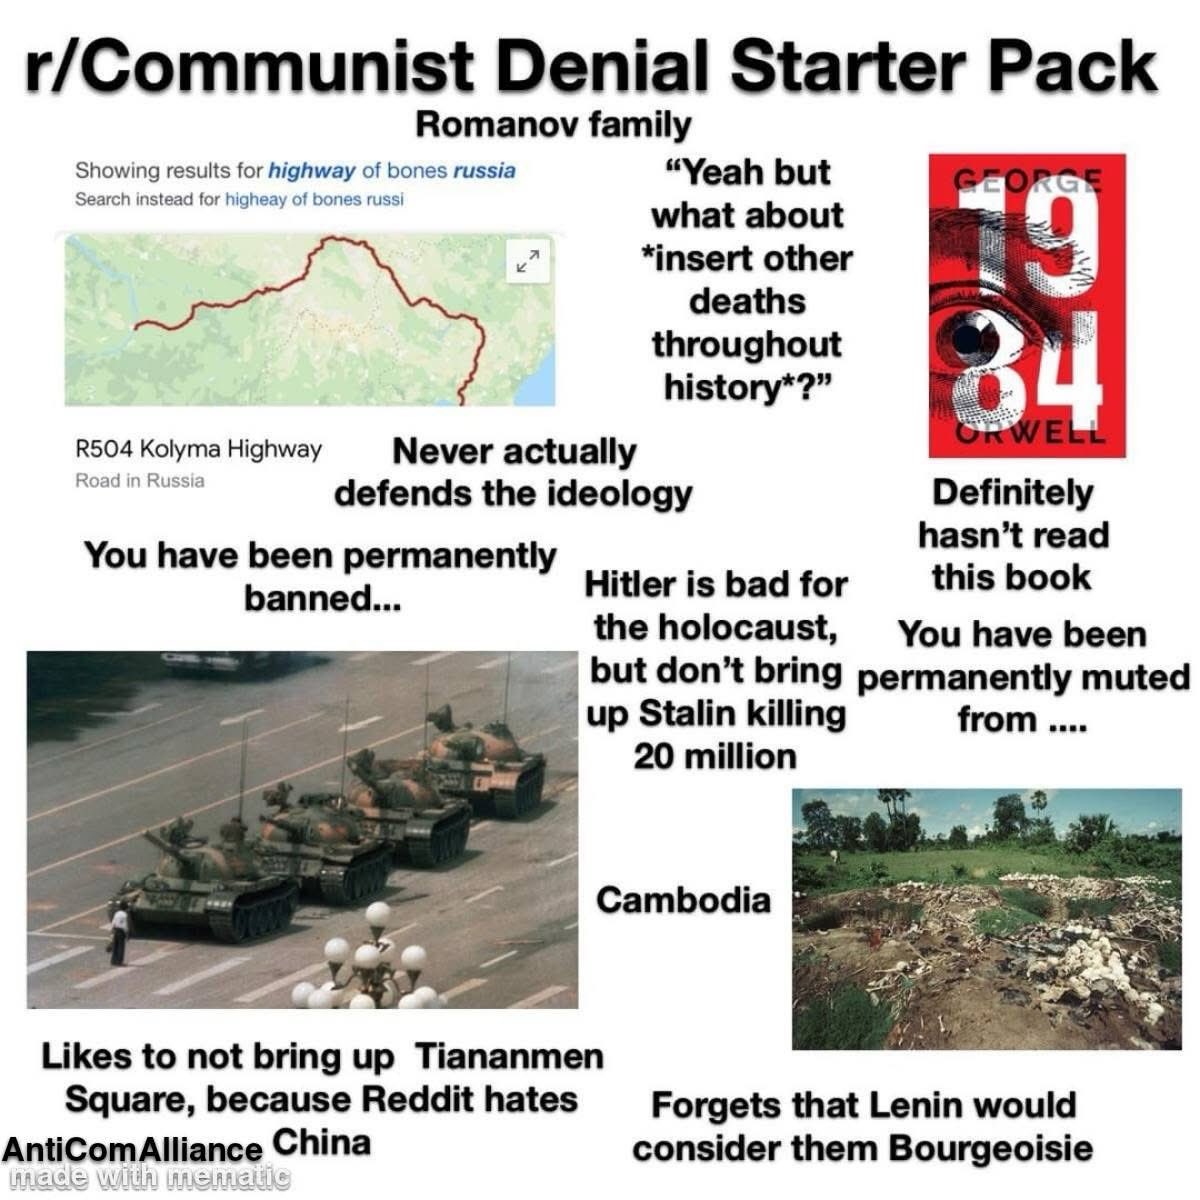 r/Communist Denial Starter Pack
Romanov family
Showing results for highway of bones russia
Search instead for higheay of bones russi
R504 Kolyma Highway
Road in Russia
“Yeah but
what about
*insert other
deaths
throughout
history*?”
GEORGE
19
84
ORWELL
Definitely
hasn’t read
this book
Never actually
defends the ideology
You have been permanently
banned...
Hitler is bad for
the holocaust,
but don’t bring
up Stalin killing
20 million
You have been
permanently muted
from ....
Cambodia
Likes to not bring up Tiananmen
Square, because Reddit hates
China
Forgets that Lenin would
consider them Bourgeoisie
AntiComAlliance
made with mematic